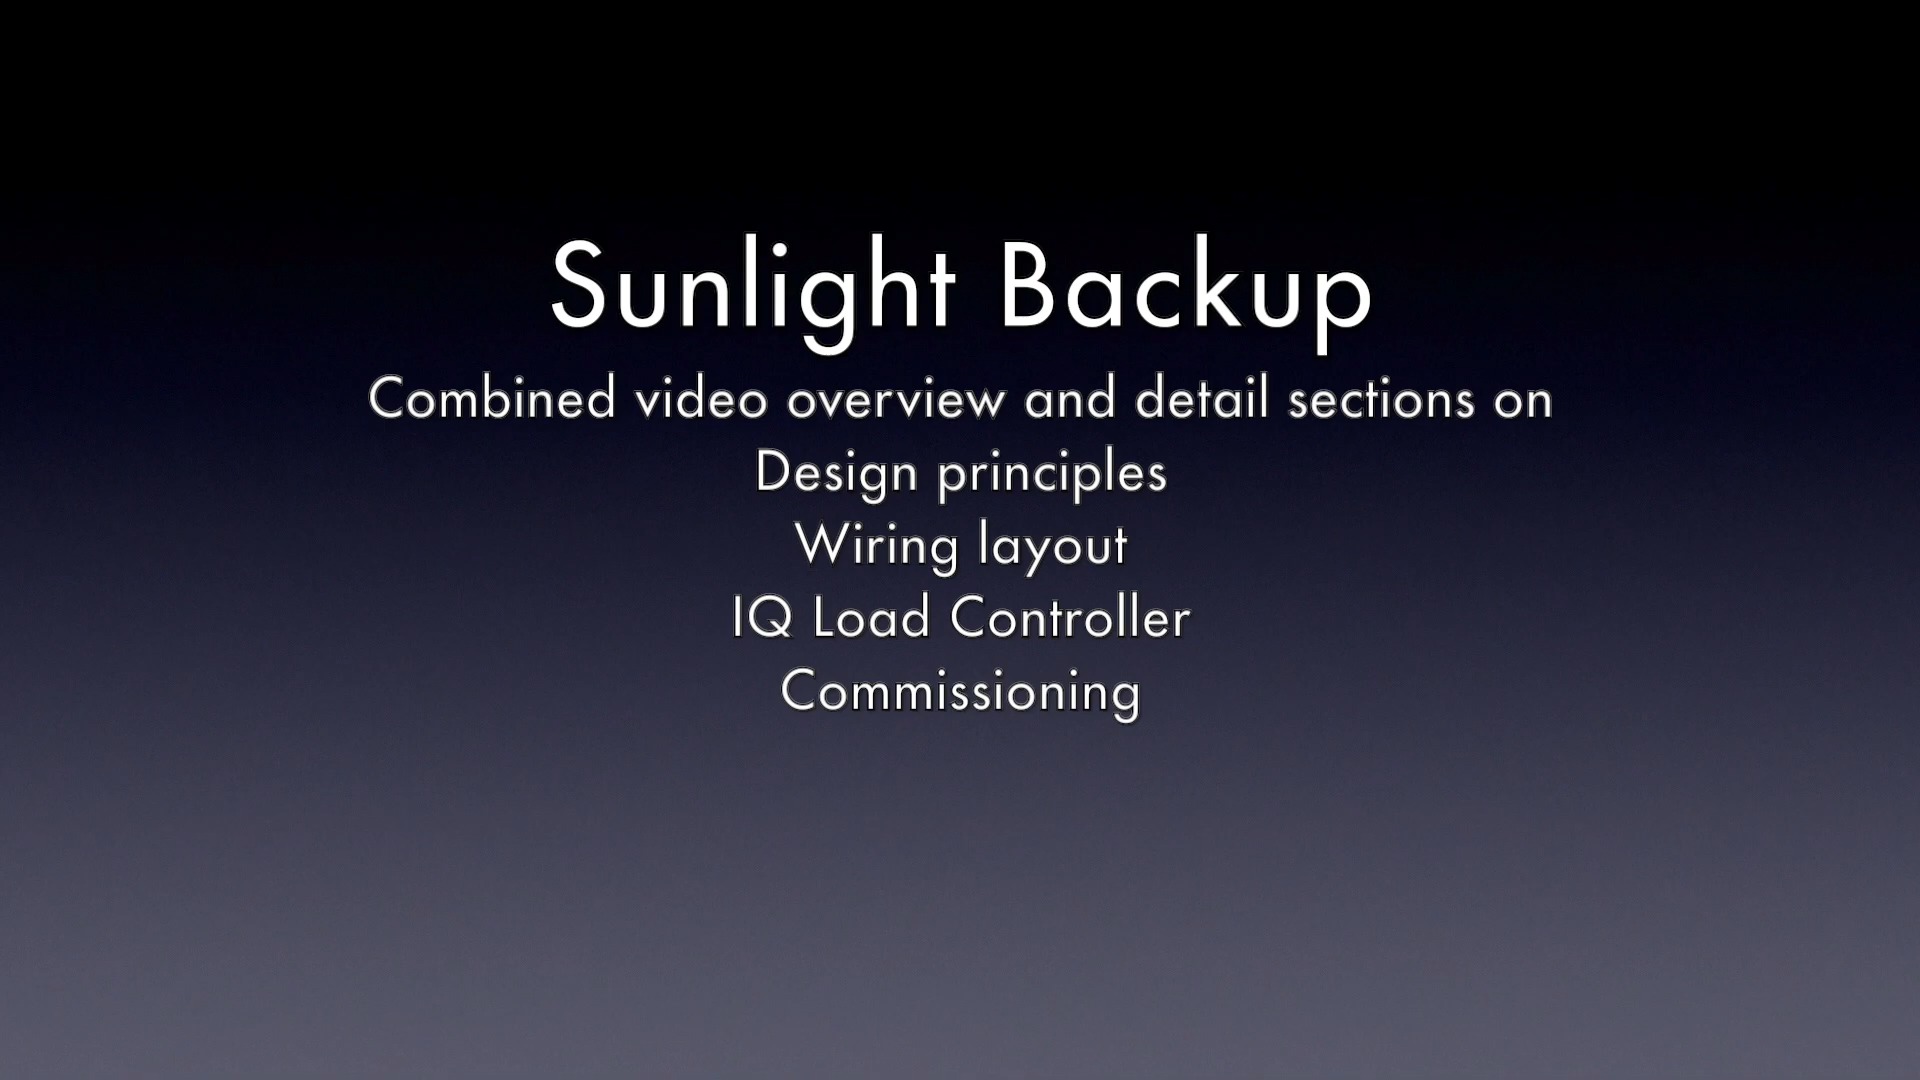 Sunlight Backup
Combined video overview and detail sections on
Design principles
Wiring layout
IQ Load Controller
Commissioning